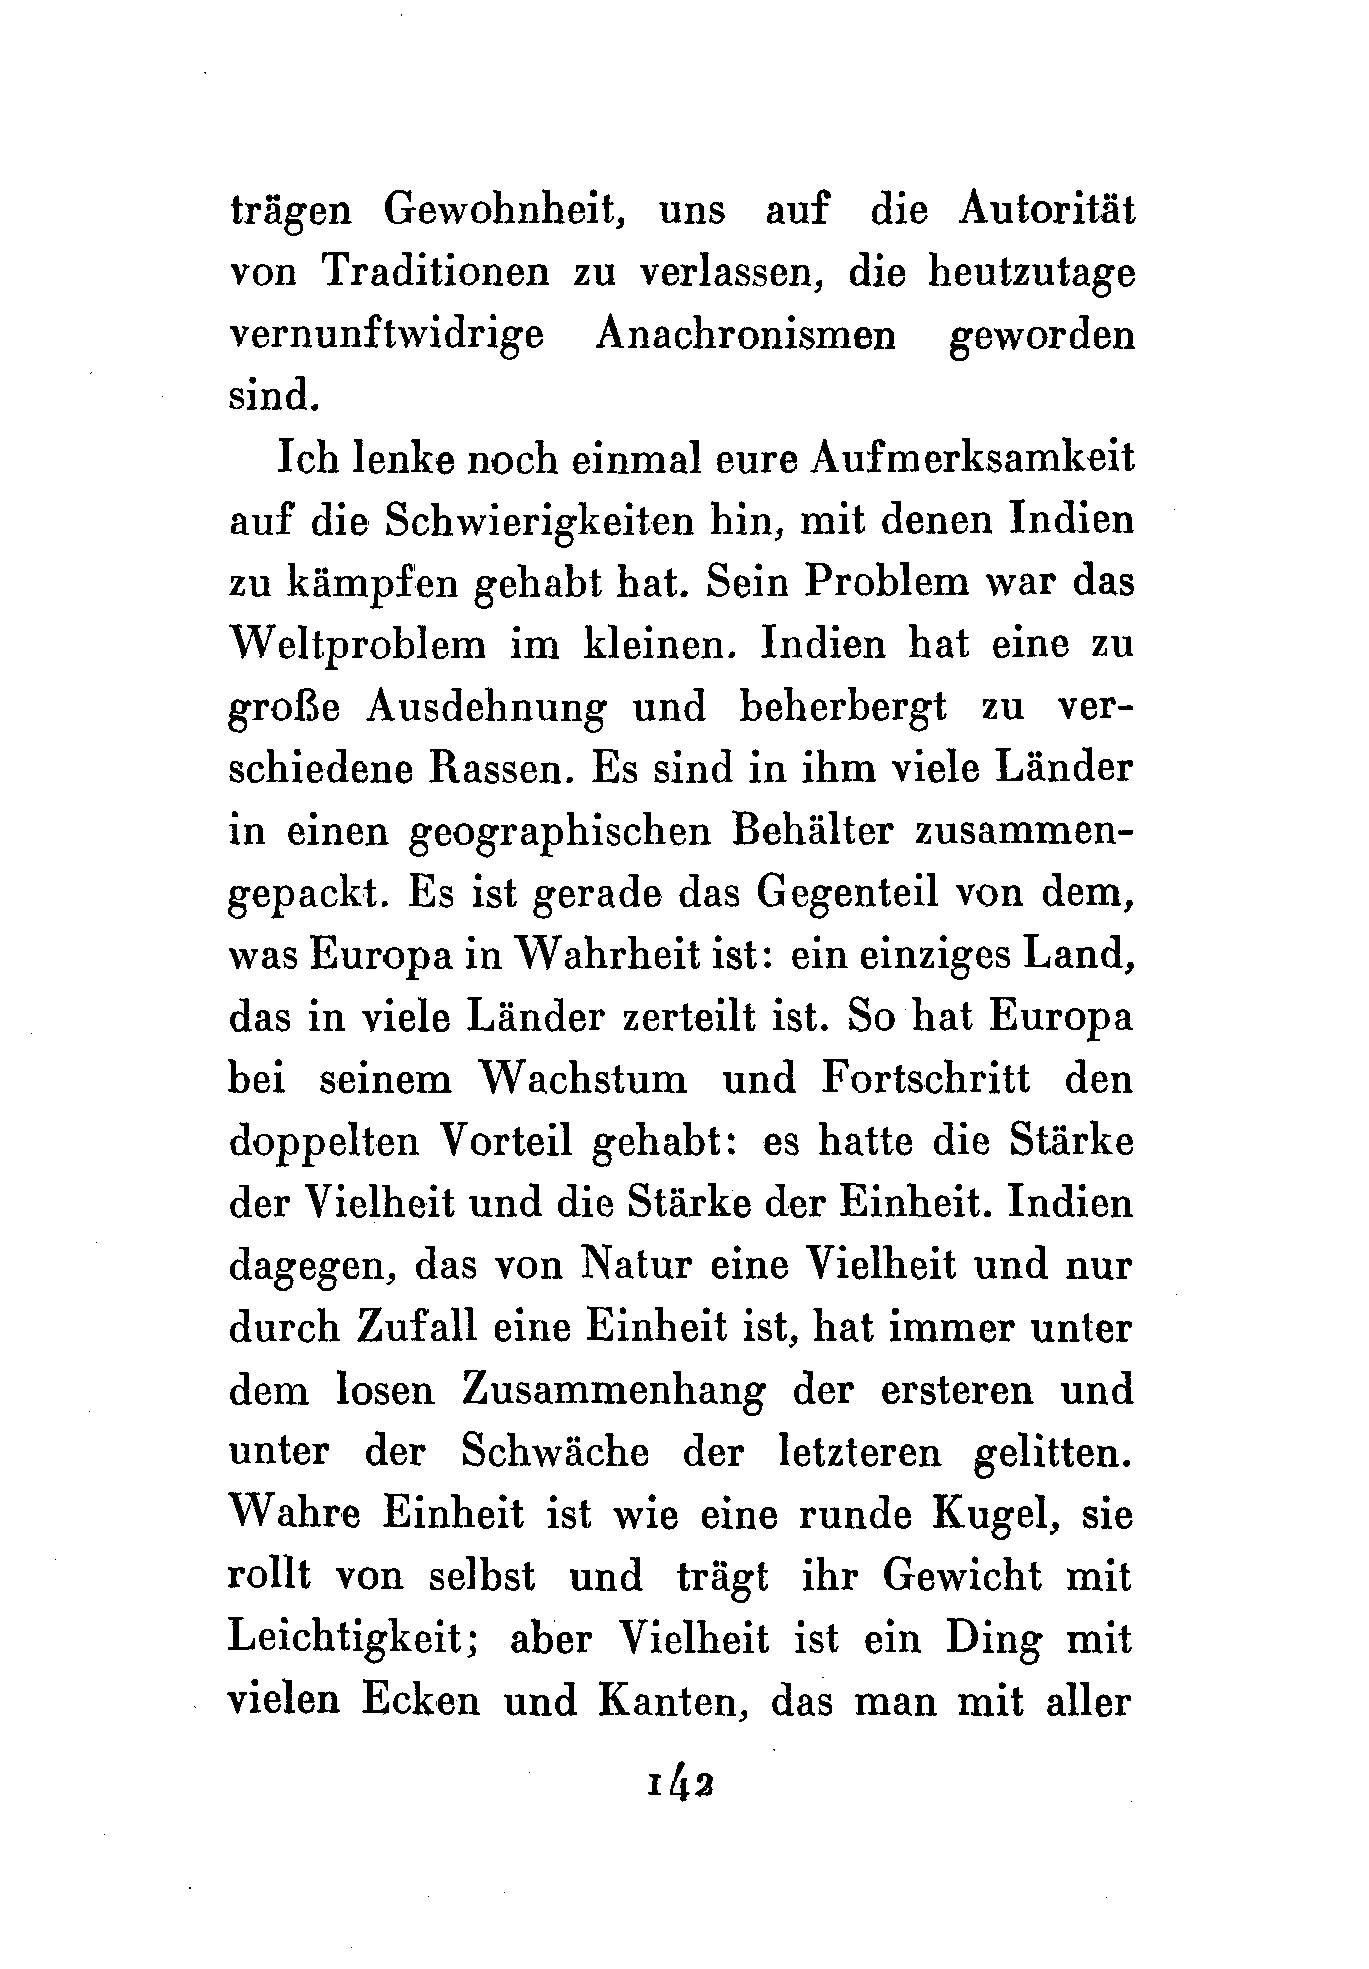 trägen Gewohnheit, uns auf die Autorität
von Traditionen zu verlassen, die heutzutage
vernunftwidrige Anachronismen geworden
sind.
Ich lenke noch einmal eure Aufmerksamkeit
auf die Schwierigkeiten hin, mit denen Indien
zu kämpfen gehabt hat. Sein Problem war das
Weltproblem im kleinen. Indien hat eine zu
große Ausdehnung und beherbergt zu ver-
schiedene Rassen. Es sind in ihm viele Länder
in einen geographischen Behälter zusammen-
gepackt. Es ist gerade das Gegenteil von dem,
was Europa in Wahrheit ist: ein einziges Land,
das in viele Länder zerteilt ist. So hat Europa
bei seinem Wachstum und Fortschritt den
doppelten Vorteil gehabt: es hatte die Stärke
der Vielheit und die Stärke der Einheit. Indien
dagegen, das von Natur eine Vielheit und nur
durch Zufall eine Einheit ist, hat immer unter
dem losen Zusammenhang der ersteren und
unter der Schwäche der letzteren gelitten.
Wahre Einheit ist wie eine runde Kugel, sie
rollt von selbst und trägt ihr Gewicht mit
Leichtigkeit; aber Vielheit ist ein Ding mit
vielen Ecken und Kanten, das man mit aller
142